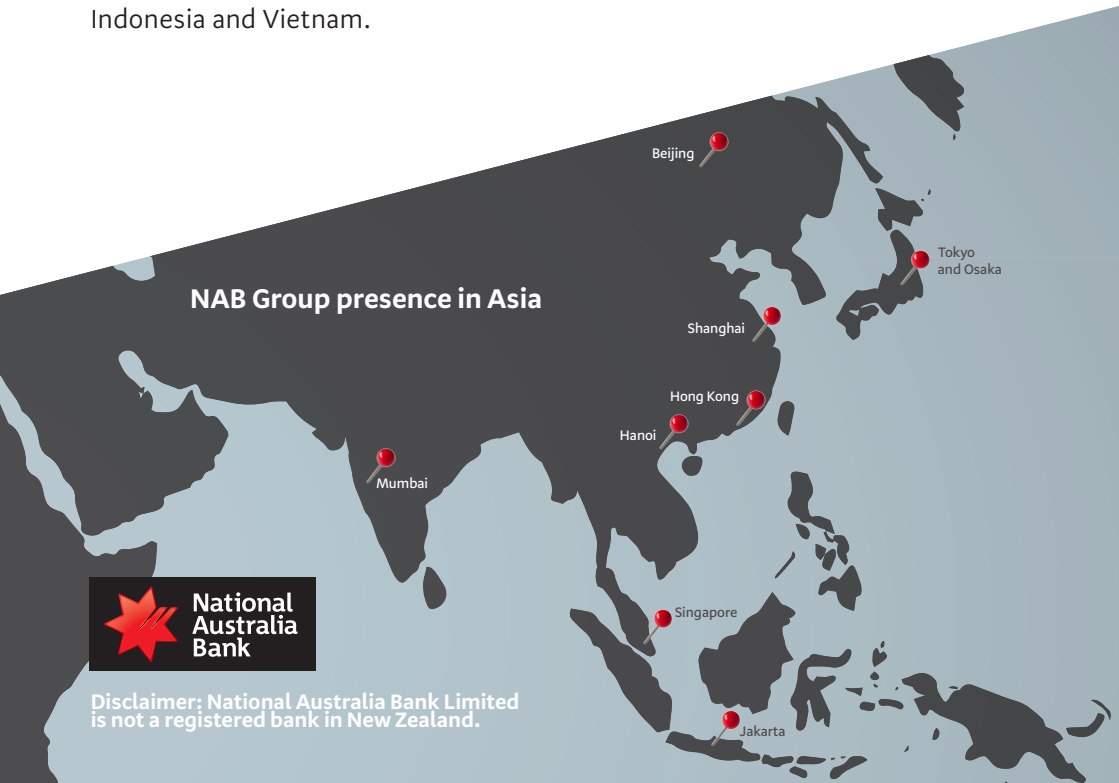 Indonesia and Vietnam.
Beijing
Tokyo
and Osaka
NAB Group presence in Asia
Shanghai
Hong Kong
Hanoi
Mumbai
National
Australia
Bank
Singapore
Disclaimer: National Australia Bank Limited
is not a registered bank in New Zealand.
Jakarta